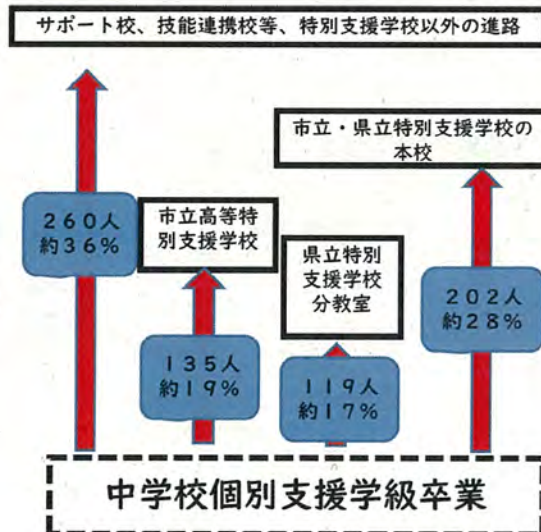 サポート校、技能連携校等、特別支援学校以外の進路
市立・県立特別支援学校の
本校
260人
約36%
市立高等特
別支援学校
県立特別
支援学校
分教室
202人
約28%
135人
約19%
119人
約17%
中学校個別支援学級卒業